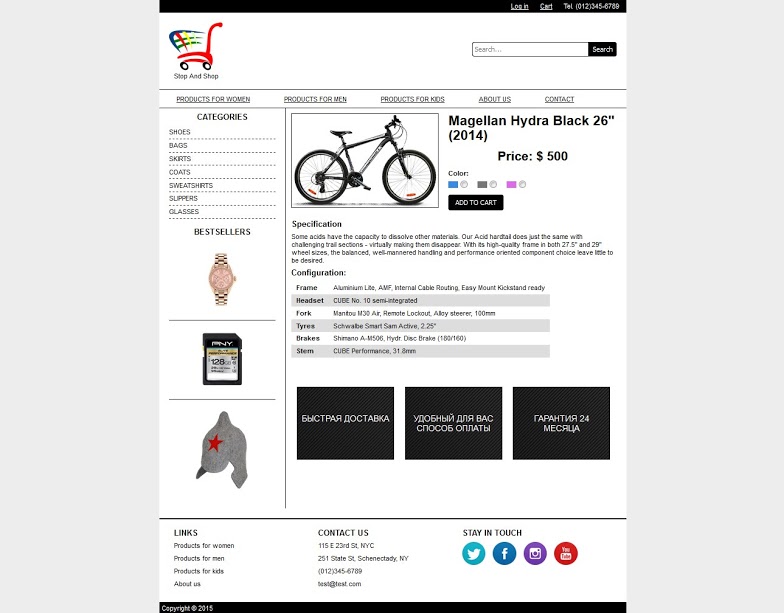 Log in Cart Tel. (012)345-6789
Stop And Shop
Search... Search
PRODUCTS FOR WOMEN PRODUCTS FOR MEN PRODUCTS FOR KIDS ABOUT US CONTACT
CATEGORIES
SHOES
BAGS
SKIRTS
COATS
SWEATSHIRTS
SLIPPERS
GLASSES
BESTSELLERS
PNY
128GB
Magellan Hydra Black 26"
(2014)
Price: $ 500
Color:
ADD TO CART
Specification
Some acids have the capacity to dissolve other materials. Our Acid hardtail does just the same with
challenging trail sections - virtually making them disappear. With its high-quality frame in both 27.5" and 29"
wheel sizes, the balanced, well-mannered handling and performance oriented component choice leave little to
be desired.
Configuration:
Frame Aluminium Lite, AMF, Internal Cable Routing, Easy Mount Kickstand ready
Headset CUBE No. 10 semi-integrated
Fork Manitou M30 Air, Remote Lockout, Alloy steerer, 100mm
Tyres Schwalbe Smart Sam Active, 2.25"
Brakes Shimano A-M506, Hydr. Disc Brake (180/160)
Stem CUBE Performance, 31.8mm
БЫСТРАЯ ДОСТАВКА
УДОБНЫЙ ДЛЯ ВАС
СПОСОБ ОПЛАТЫ
ГАРАНТИЯ 24
МЕСЯЦА
LINKS
Products for women
Products for men
Products for kids
About us
CONTACT US
115 E 23rd St, NYC
251 State St, Schenectady, NY
(012)345-6789
test@test.com
STAY IN TOUCH
You
Tube
Copyright © 2015